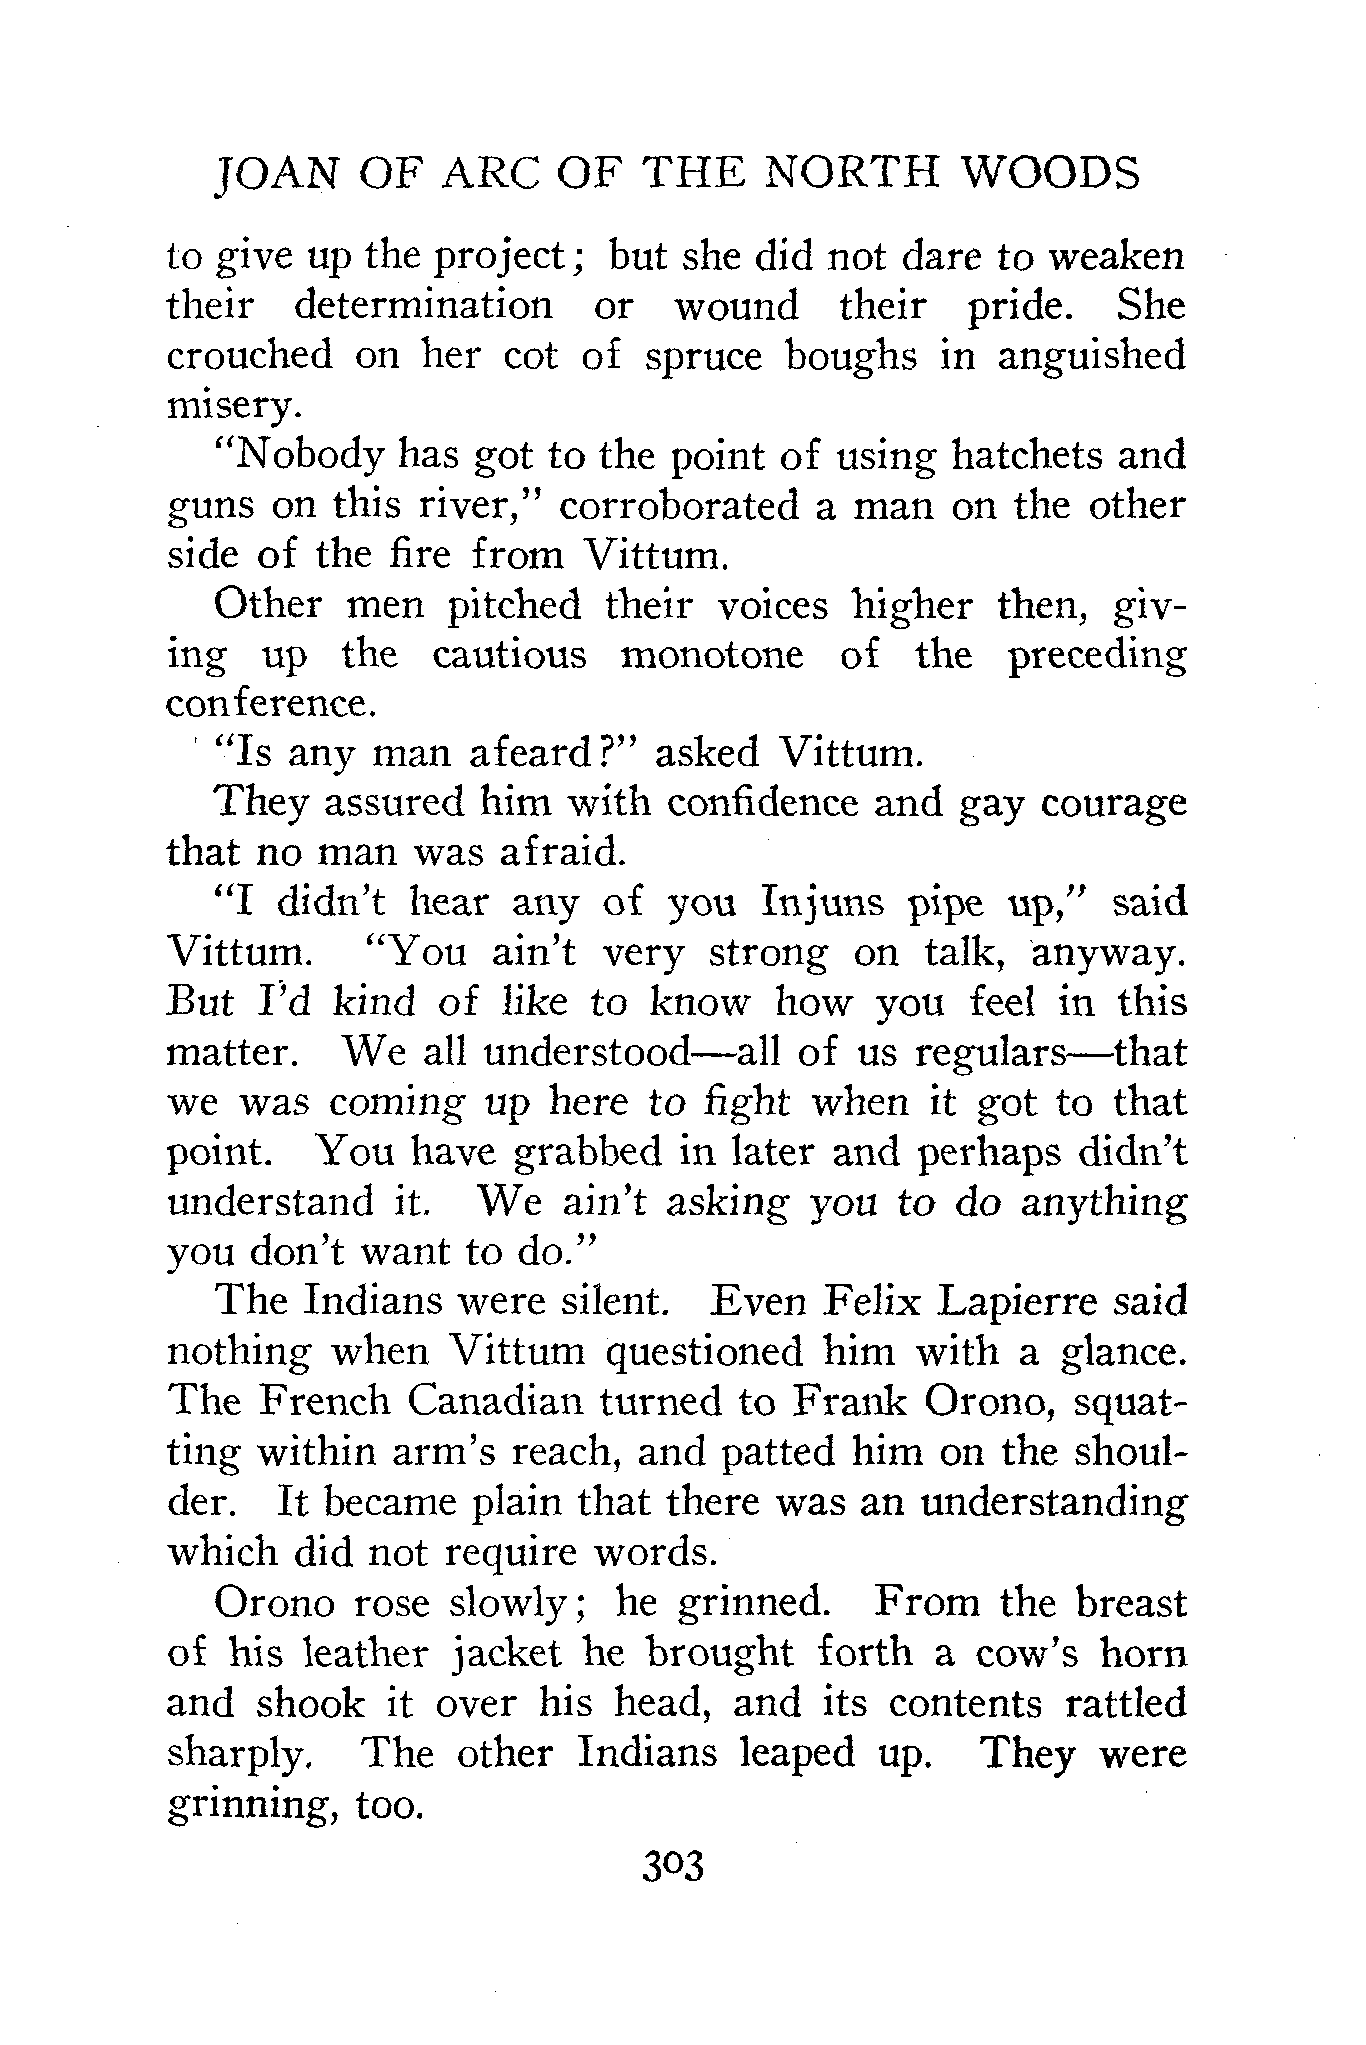 JOAN OF ARC OF THE NORTH WOODS
to give up the project; but she did not dare to weaken
their determination or wound their pride. She
crouched on her cot of spruce boughs in anguished
misery.
"Nobody has got to the point of using hatchets and
guns on this river," corroborated a man on the other
side of the fire from Vittum.
Other men pitched their voices higher then, giv-
ing up the cautious monotone of the preceding
conference.
"Is any man afeard?" asked Vittum.
They assured him with confidence and gay courage
that no man was afraid.
"I didn't hear any of you Injuns pipe up," said
Vittum. "You ain't very strong on talk, anyway.
But I'd kind of like to know how you feel in this
matter. We all understood—all of us regulars—that
we was coming up here to fight when it got to that
point. You have grabbed in later and perhaps didn't
understand it. We ain't asking you to do anything
you don't want to do."
The Indians were silent. Even Felix Lapierre said
nothing when Vittum questioned him with a glance.
The French Canadian turned to Frank Orono, squat-
ting within arm's reach, and patted him on the shoul-
der. It became plain that there was an understanding
which did not require words.
Orono rose slowly; he grinned. From the breast
of his leather jacket he brought forth a cow's horn
and shook it over his head, and its contents rattled
sharply. The other Indians leaped up. They were
grinning, too.
303